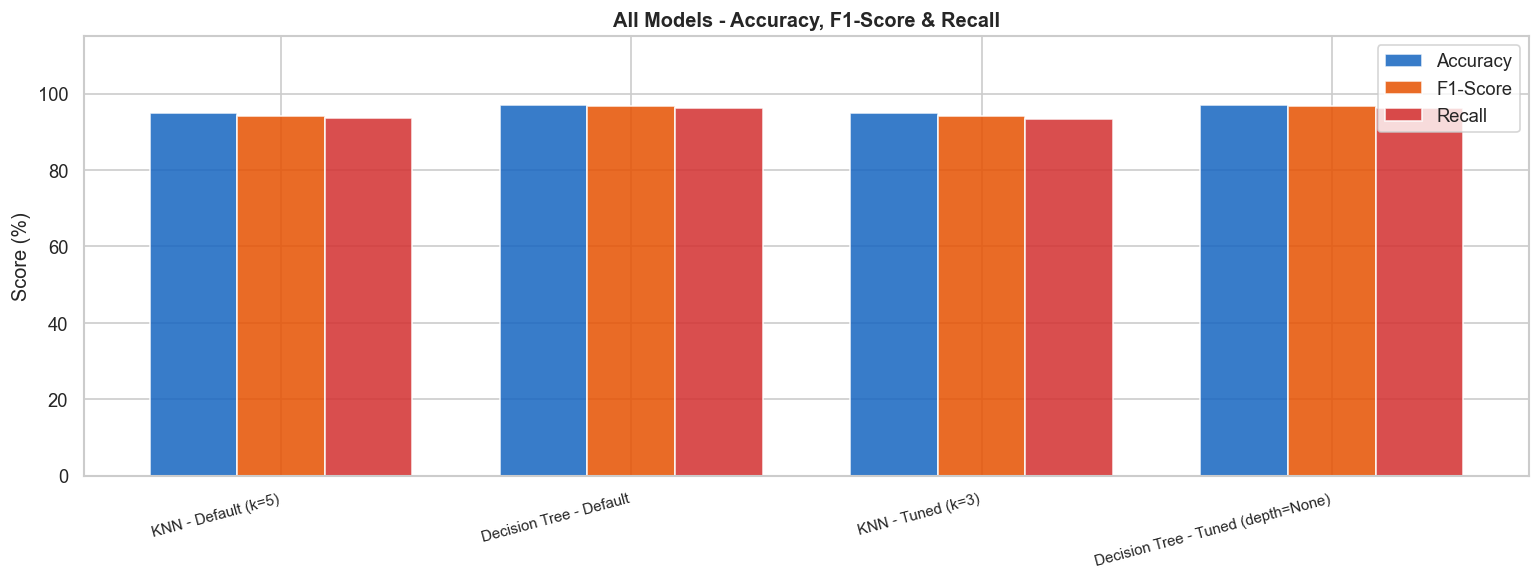 All Models - Accuracy, F1-Score & Recall
Accuracy
F1-Score
Recall
Score (%)
100
80
60
40
20
0
KNN - Default (k=5)
Decision Tree - Default
KNN - Tuned (k=3)
Decision Tree - Tuned (depth=None)